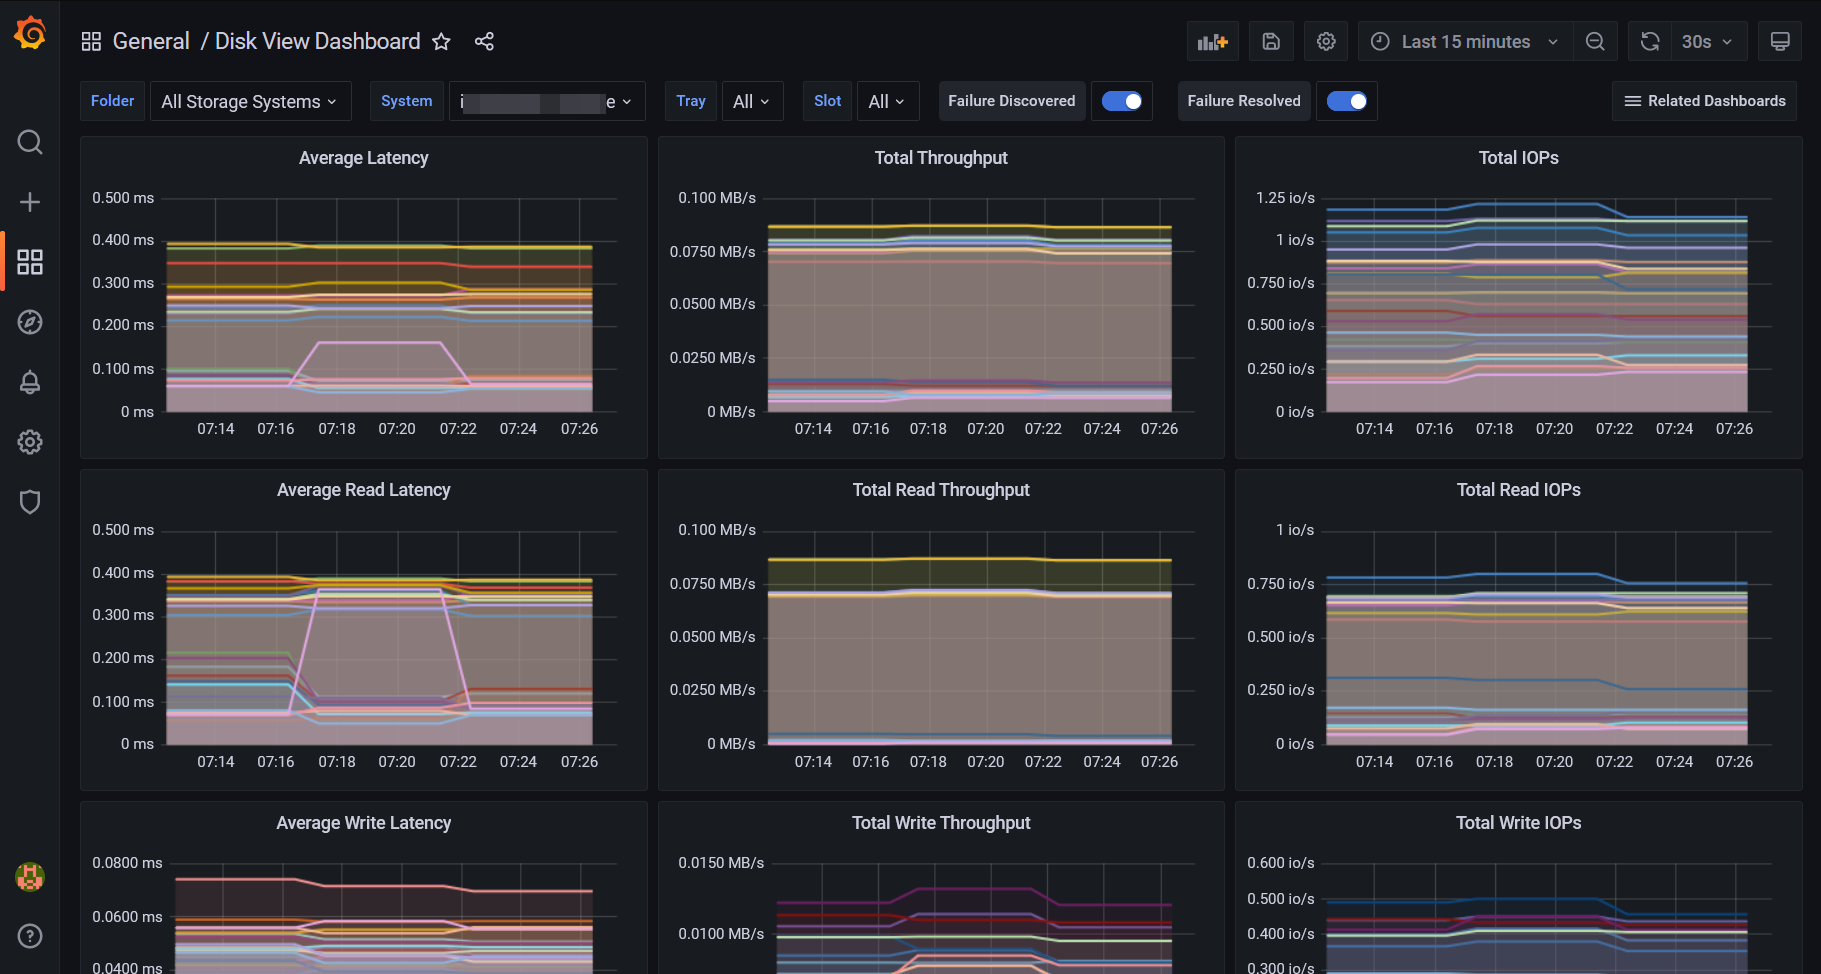 General / Disk View Dashboard
Last 15 minutes
30s
Folder All Storage Systems System i e Tray All Slot All Failure Discovered Failure Resolved Related Dashboards
Average Latency
0.500 ms
0.400 ms
0.300 ms
0.200 ms
0.100 ms
0 ms
07:14 07:16 07:18 07:20 07:22 07:24 07:26
Total Throughput
0.100 MB/s
0.0750 MB/s
0.0500 MB/s
0.0250 MB/s
0 MB/s
07:14 07:16 07:18 07:20 07:22 07:24 07:26
Total IOPs
1.25 io/s
1 io/s
0.750 io/s
0.500 io/s
0.250 io/s
0 io/s
07:14 07:16 07:18 07:20 07:22 07:24 07:26
Average Read Latency
0.500 ms
0.400 ms
0.300 ms
0.200 ms
0.100 ms
0 ms
07:14 07:16 07:18 07:20 07:22 07:24 07:26
Total Read Throughput
0.100 MB/s
0.0750 MB/s
0.0500 MB/s
0.0250 MB/s
0 MB/s
07:14 07:16 07:18 07:20 07:22 07:24 07:26
Total Read IOPs
1 io/s
0.750 io/s
0.500 io/s
0.250 io/s
0 io/s
07:14 07:16 07:18 07:20 07:22 07:24 07:26
Average Write Latency
0.0800 ms
0.0600 ms
0.0400 ms
Total Write Throughput
0.0150 MB/s
0.0100 MB/s
Total Write IOPs
0.600 io/s
0.500 io/s
0.400 io/s
0.300 io/s